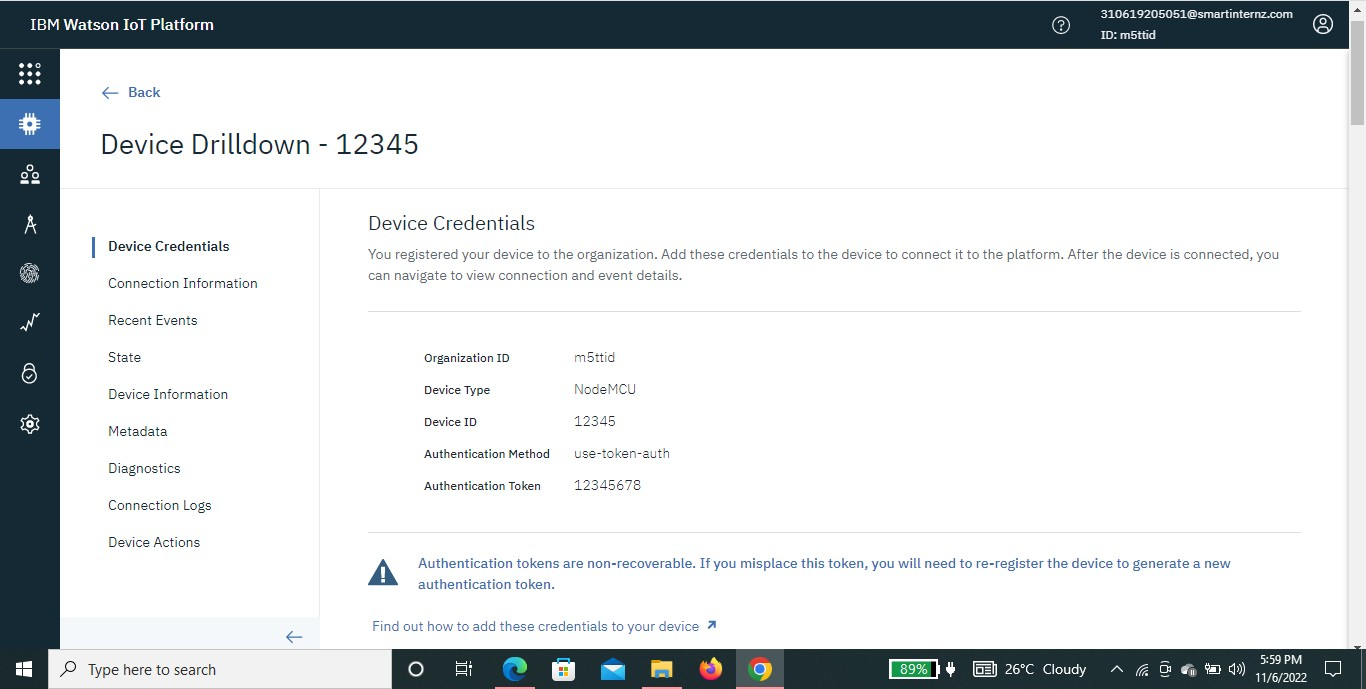 IBM Watson IoT Platform
310619205051@smartinternz.com
ID: m5ttid
Back
Device Drilldown - 12345
Device Credentials
Connection Information
Recent Events
State
Device Information
Metadata
Diagnostics
Connection Logs
Device Actions
Device Credentials
You registered your device to the organization. Add these credentials to the device to connect it to the platform. After the device is connected, you
can navigate to view connection and event details.
Organization ID m5ttid
Device Type NodeMCU
Device ID 12345
Authentication Method use-token-auth
Authentication Token 12345678
Authentication tokens are non-recoverable. If you misplace this token, you will need to re-register the device to generate a new
authentication token.
Find out how to add these credentials to your device
Type here to search
89%
26°C Cloudy
5:59 PM
11/6/2022